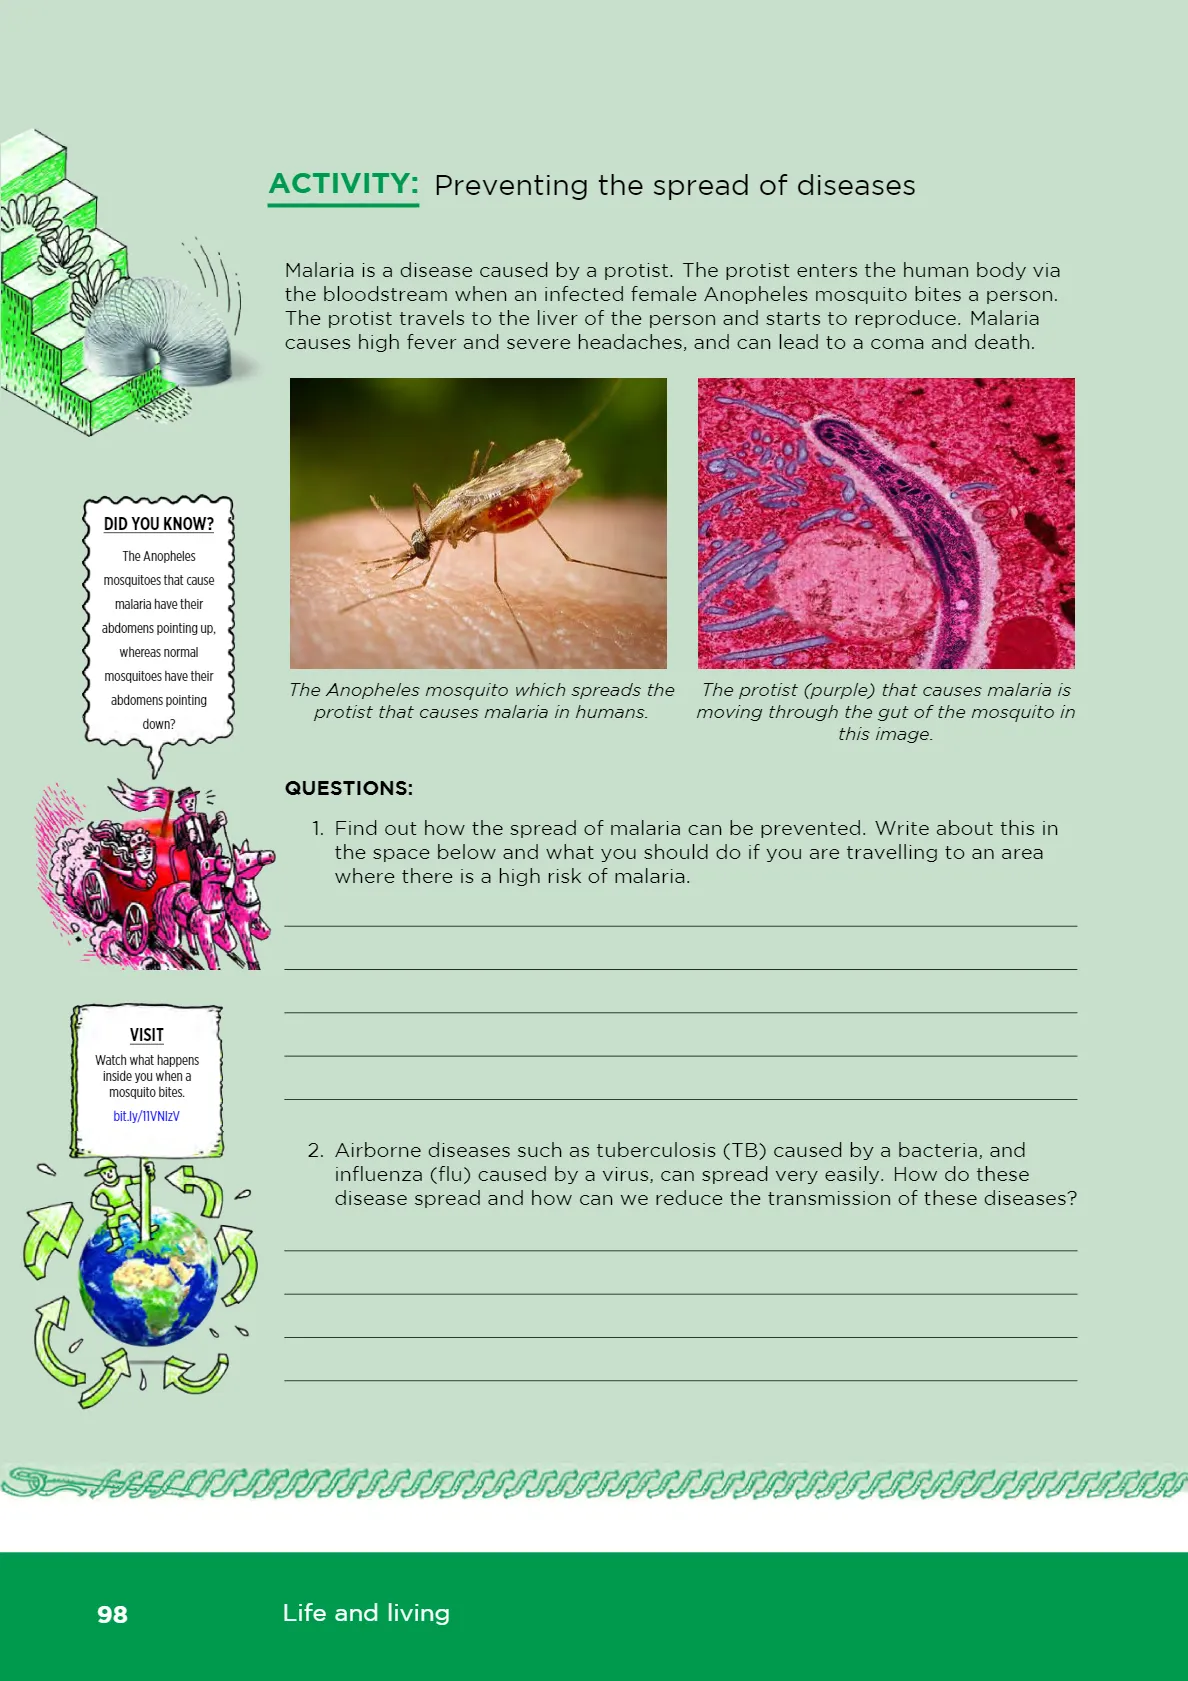 ACTIVITY: Preventing the spread of diseases
Malaria is a disease caused by a protist. The protist enters the human body via
the bloodstream when an infected female Anopheles mosquito bites a person.
The protist travels to the liver of the person and starts to reproduce. Malaria
causes high fever and severe headaches, and can lead to a coma and death.
DID YOU KNOW?
The Anopheles
mosquitoes that cause
malaria have their
abdomens pointing up,
whereas normal
mosquitoes have their
abdomens pointing
down?
The Anopheles mosquito which spreads the
protist that causes malaria in humans.
The protist (purple) that causes malaria is
moving through the gut of the mosquito in
this image.
QUESTIONS:
1. Find out how the spread of malaria can be prevented. Write about this in
the space below and what you should do if you are travelling to an area
where there is a high risk of malaria.
VISIT
Watch what happens
inside you when a
mosquito bites.
bit.ly/11VNIzV
2. Airborne diseases such as tuberculosis (TB) caused by a bacteria, and
influenza (flu) caused by a virus, can spread very easily. How do these
disease spread and how can we reduce the transmission of these diseases?
98
Life and living